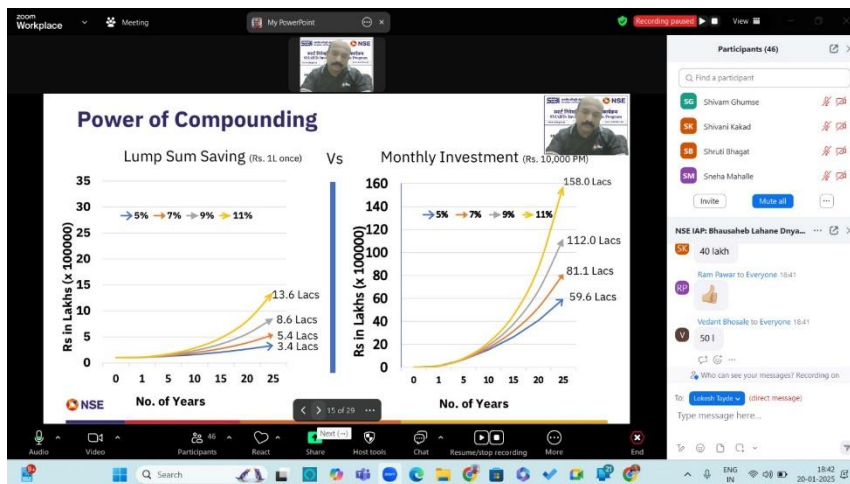 zoom
Workplace
Meeting
My PowerPoint
Recording paused
View
NSE
Power of Compounding
Lump Sum Saving (Rs. 1L once)
Vs
Monthly Investment (Rs. 10,000 PM)
Rs in Lakhs (x 100000)
35
30
25
20
15
10
5
0
5% 7% 9% 11%
13.6 Lacs
8.6 Lacs
5.4 Lacs
3.4 Lacs
0 1 5 10 15 20 25
No. of Years
Rs in Lakhs (x 100000)
160
140
120
100
80
60
40
20
0
5% 7% 9% 11%
158.0 Lacs
112.0 Lacs
81.1 Lacs
59.6 Lacs
0 1 5 10 15 20 25
No. of Years
NSE
15 of 29
Next (→)
Participants (46)
Find a participant
SG Shivam Ghumse
SK Shivani Kakad
SB Shruti Bhagat
SM Sneha Mahalle
Invite
Mute all
NSE IAP: Bhausaheb Lahane Dnya...
SK 40 lakh
Ram Pawar to Everyone 18:41
RP
Vedant Bhosale to Everyone 18:41
V 50 l
Who can see your messages? Recording on
To: Lokesh Tayde (direct message)
Type message here...
Audio
Video
46
Participants
React
Share
Host tools
Chat
Resume/stop recording
More
End
Search
ENG
IN
18:42
20-01-2025